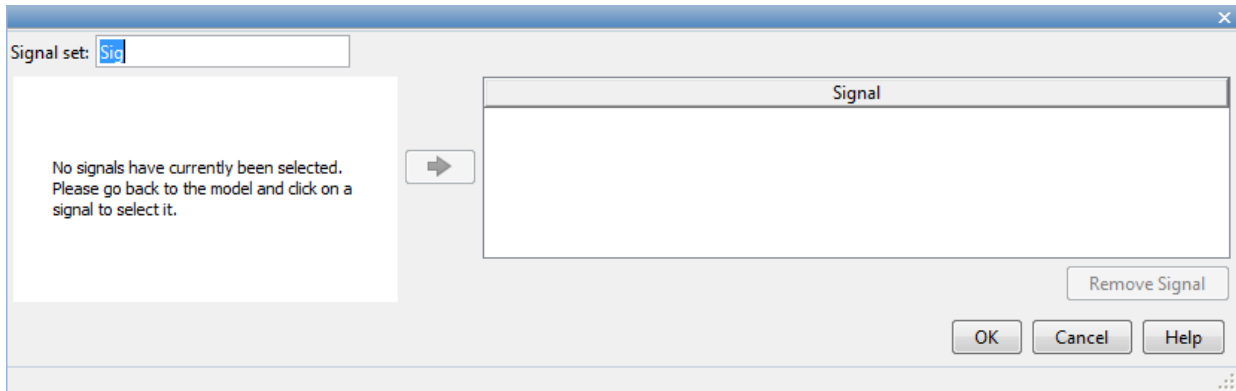 Signal set: Sig
Signal
No signals have currently been selected.
Please go back to the model and click on a
signal to select it.
Remove Signal
OK Cancel Help